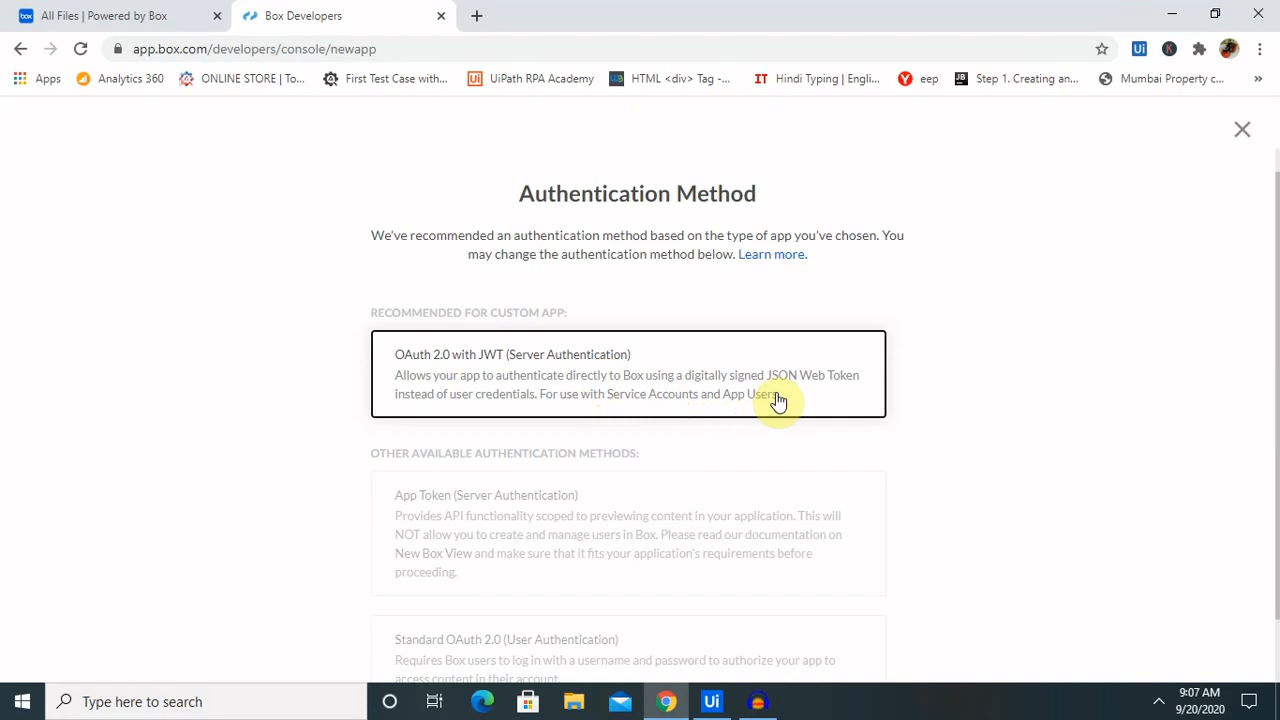 box
All Files | Powered by Box
Box Developers
app.box.com/developers/console/newapp
Apps
Analytics 360
ONLINE STORE | To...
First Test Case with...
UiPath RPA Academy
HTML <div> Tag -...
Hindi Typing | Engli...
eep
Step 1. Creating an...
Mumbai Property c...
Authentication Method
We've recommended an authentication method based on the type of app you've chosen. You
may change the authentication method below. Learn more.
RECOMMENDED FOR CUSTOM APP:
OAuth 2.0 with JWT (Server Authentication)
Allows your app to authenticate directly to Box using a digitally signed JSON Web Token
instead of user credentials. For use with Service Accounts and App Users.
OTHER AVAILABLE AUTHENTICATION METHODS:
App Token (Server Authentication)
Provides API functionality scoped to previewing content in your application. This will
NOT allow you to create and manage users in Box. Please read our documentation on
New Box View and make sure that it fits your application's requirements before
proceeding.
Standard OAuth 2.0 (User Authentication)
Requires Box users to log in with a username and password to authorize your app to
access content in their account.
Type here to search
Ui
9:07 AM
9/20/2020